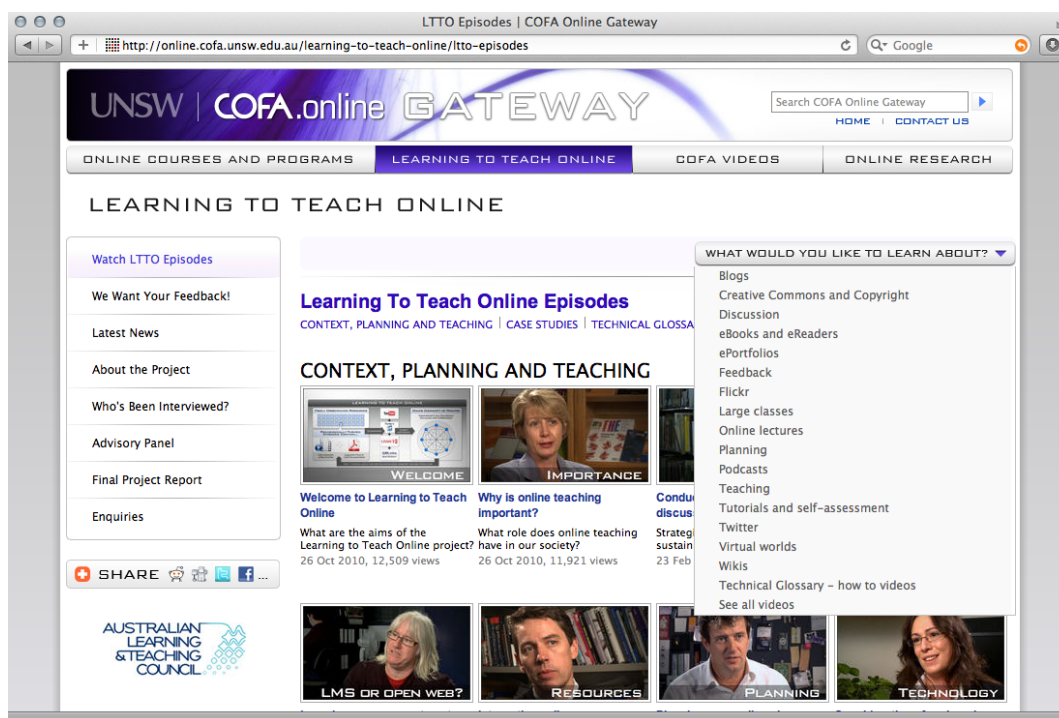 LTTO Episodes | COFA Online Gateway
http://online.cofa.unsw.edu.au/learning-to-teach-online/ltto-episodes
Google
UNSW | COFA.online GATEWAY
Search COFA Online Gateway
HOME | CONTACT US
ONLINE COURSES AND PROGRAMS
LEARNING TO TEACH ONLINE
COFA VIDEOS
ONLINE RESEARCH
LEARNING TO TEACH ONLINE
Watch LTTO Episodes
We Want Your Feedback!
Latest News
About the Project
Who's Been Interviewed?
Advisory Panel
Final Project Report
Enquiries
SHARE ...
AUSTRALIAN
LEARNING
&TEACHING
COUNCIL
WHAT WOULD YOU LIKE TO LEARN ABOUT?
Blogs
Creative Commons and Copyright
Discussion
eBooks and eReaders
ePortfolios
Feedback
Flickr
Large classes
Online lectures
Planning
Podcasts
Teaching
Tutorials and self-assessment
Twitter
Virtual worlds
Wikis
Technical Glossary – how to videos
See all videos
Learning To Teach Online Episodes
CONTEXT, PLANNING AND TEACHING | CASE STUDIES | TECHNICAL GLOSSA
CONTEXT, PLANNING AND TEACHING
WELCOME
Welcome to Learning to Teach
Online
What are the aims of the
Learning to Teach Online project?
26 Oct 2010, 12,509 views
IMPORTANCE
Why is online teaching
important?
What role does online teaching
have in our society?
26 Oct 2010, 11,921 views
Condu
discus
Strategi
sustain
23 Feb
LMS OR OPEN WEB?
RESOURCES
PLANNING
TECHNOLOGY